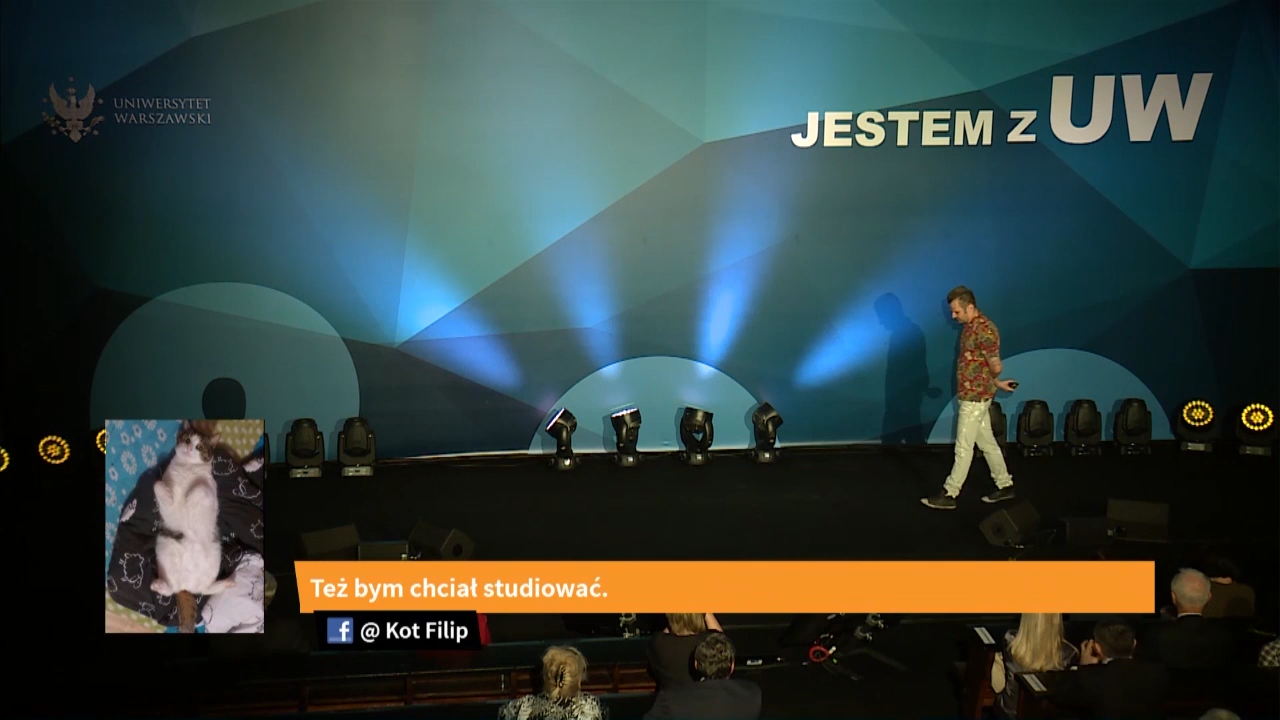 UNIWERSYTET
WARSZAWSKI
JESTEM Z UW
Też bym chciał studiować.
f @ Kot Filip